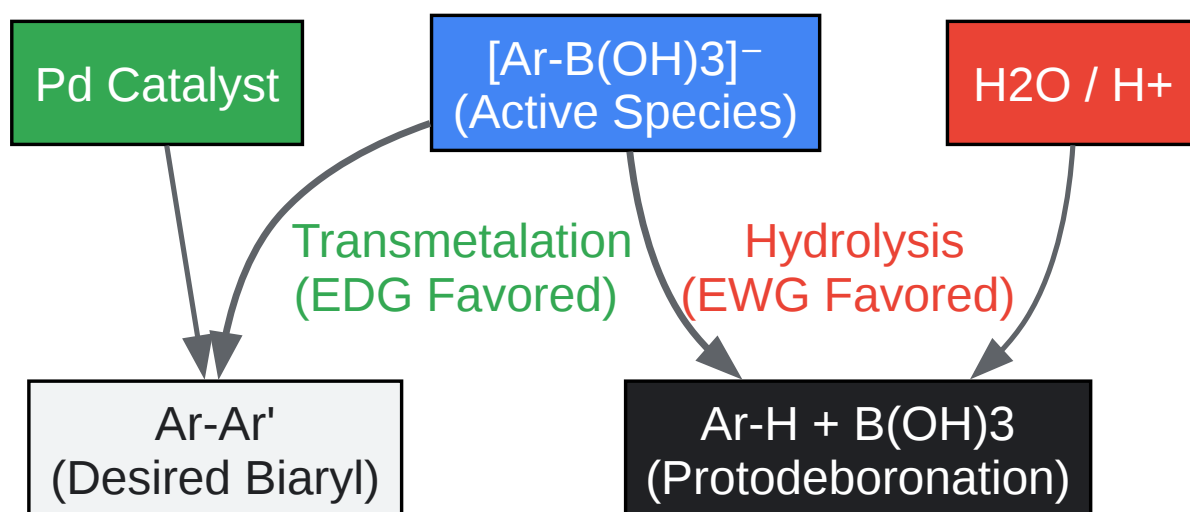 Pd Catalyst
[Ar-B(OH)3]⁻
(Active Species)
H2O / H+
Transmetalation
(EDG Favored)
Hydrolysis
(EWG Favored)
Ar-Ar'
(Desired Biaryl)
Ar-H + B(OH)3
(Protodeboronation)